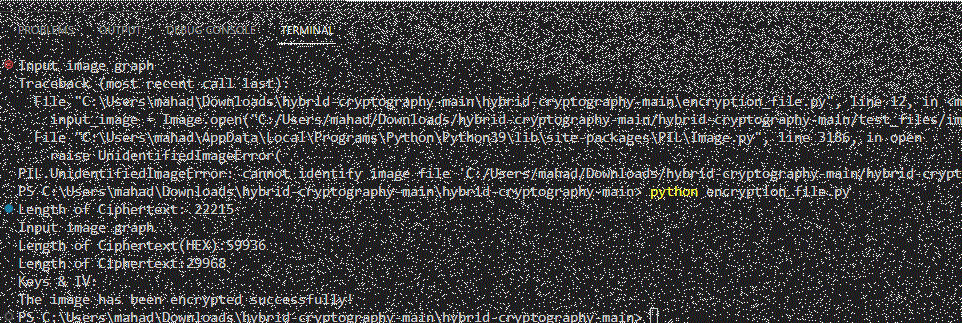 PROBLEMS OUTPUT DEBUG CONSOLE TERMINAL
Input image graph
Traceback (most recent call last):
File "C:\Users\mahad\Downloads\hybrid-cryptography-main\hybrid-cryptography-main\encryption_file.py", line 12, in <m
input_image = Image.open("C:/Users/mahad/Downloads/hybrid-cryptography-main/hybrid-cryptography-main/test_files/im
File "C:\Users\mahad\AppData\Local\Programs\Python\Python39\lib\site-packages\PIL\Image.py", line 3186, in open
raise UnidentifiedImageError(
PIL.UnidentifiedImageError: cannot identify image file 'C:/Users/mahad/Downloads/hybrid-cryptography-main/hybrid-crypt
PS C:\Users\mahad\Downloads\hybrid-cryptography-main\hybrid-cryptography-main> python encryption_file.py
Length of Ciphertext: 22215
Input image graph
Length of Ciphertext(HEX):59936
Length of Ciphertext:29968
Keys & IV:
The image has been encrypted successfully!
PS C:\Users\mahad\Downloads\hybrid-cryptography-main\hybrid-cryptography-main>